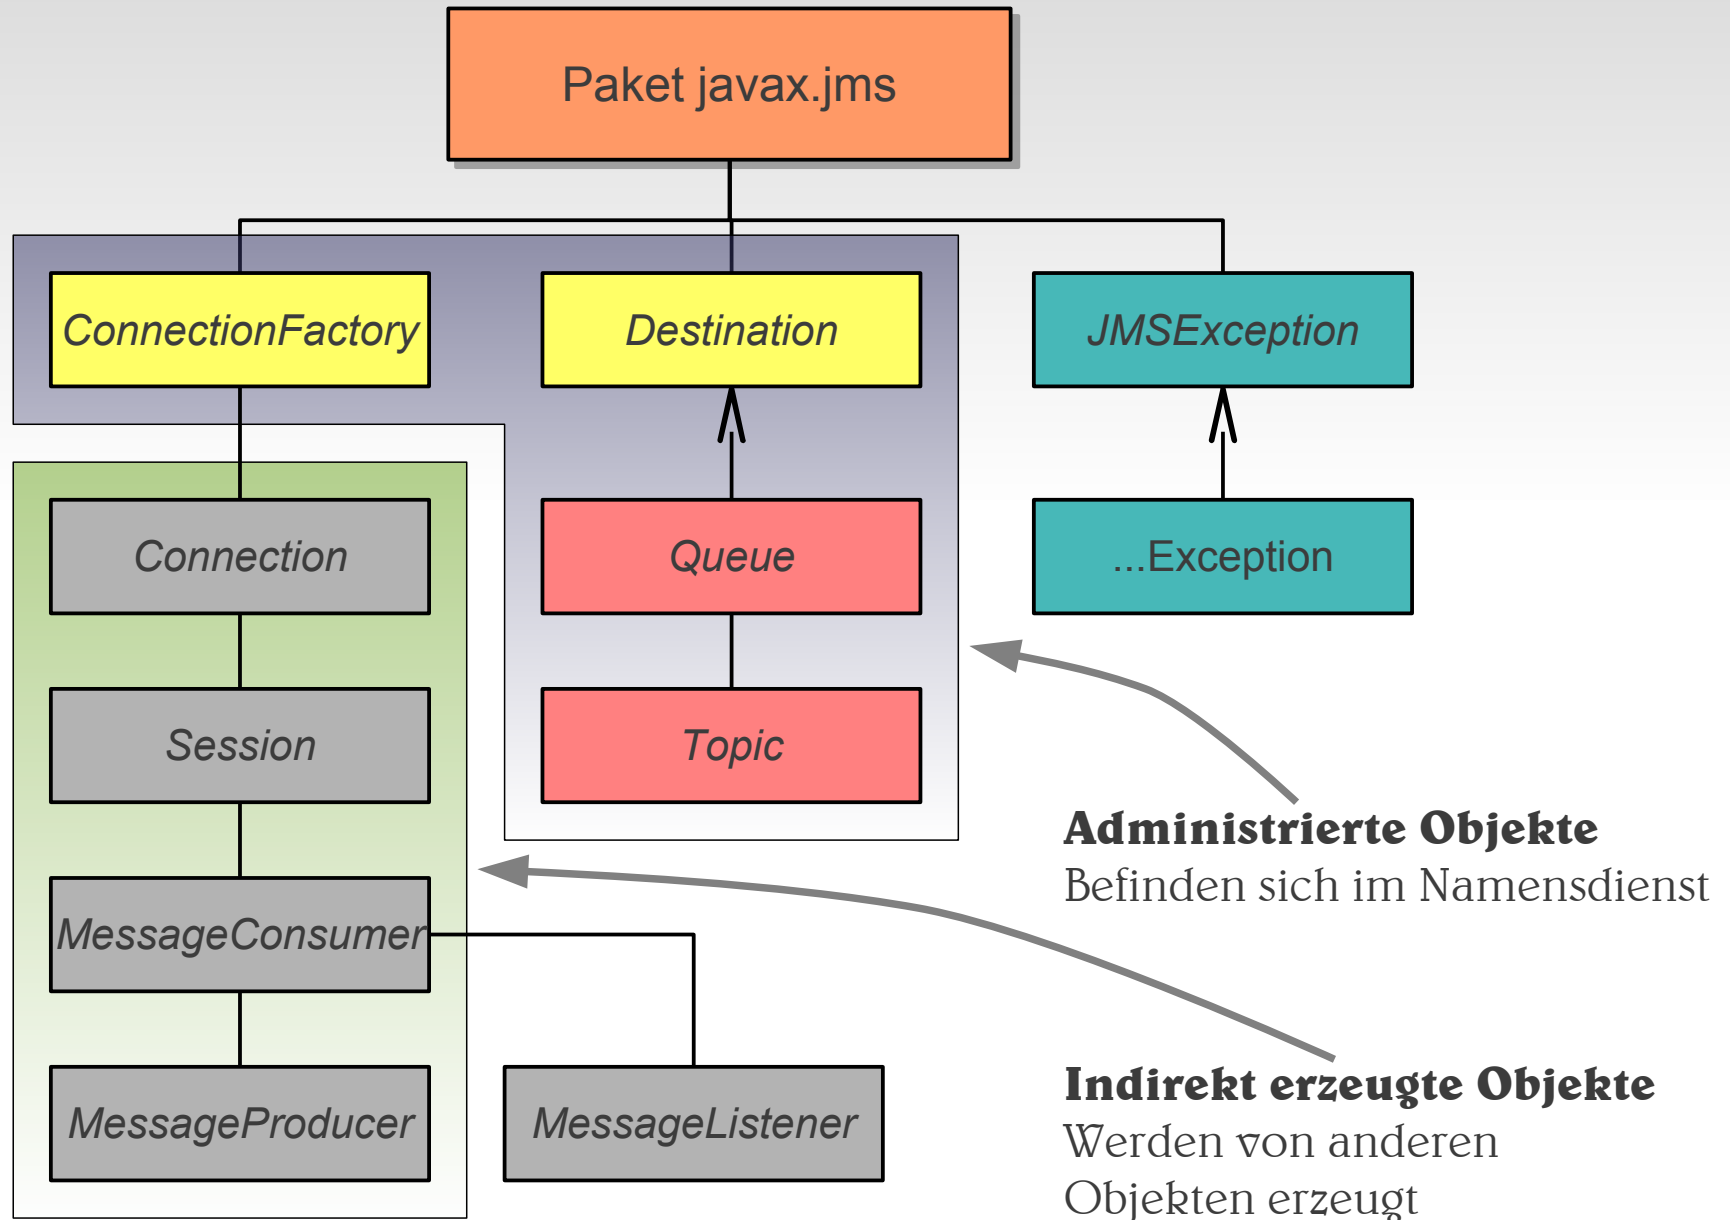 Paket javax.jms
ConnectionFactory
Destination
JMSException
Connection
Queue
...Exception
Session
Topic
Administrierte Objekte
Befinden sich im Namensdienst
MessageConsumer
MessageProducer
MessageListener
Indirekt erzeugte Objekte
Werden von anderen
Objekten erzeugt